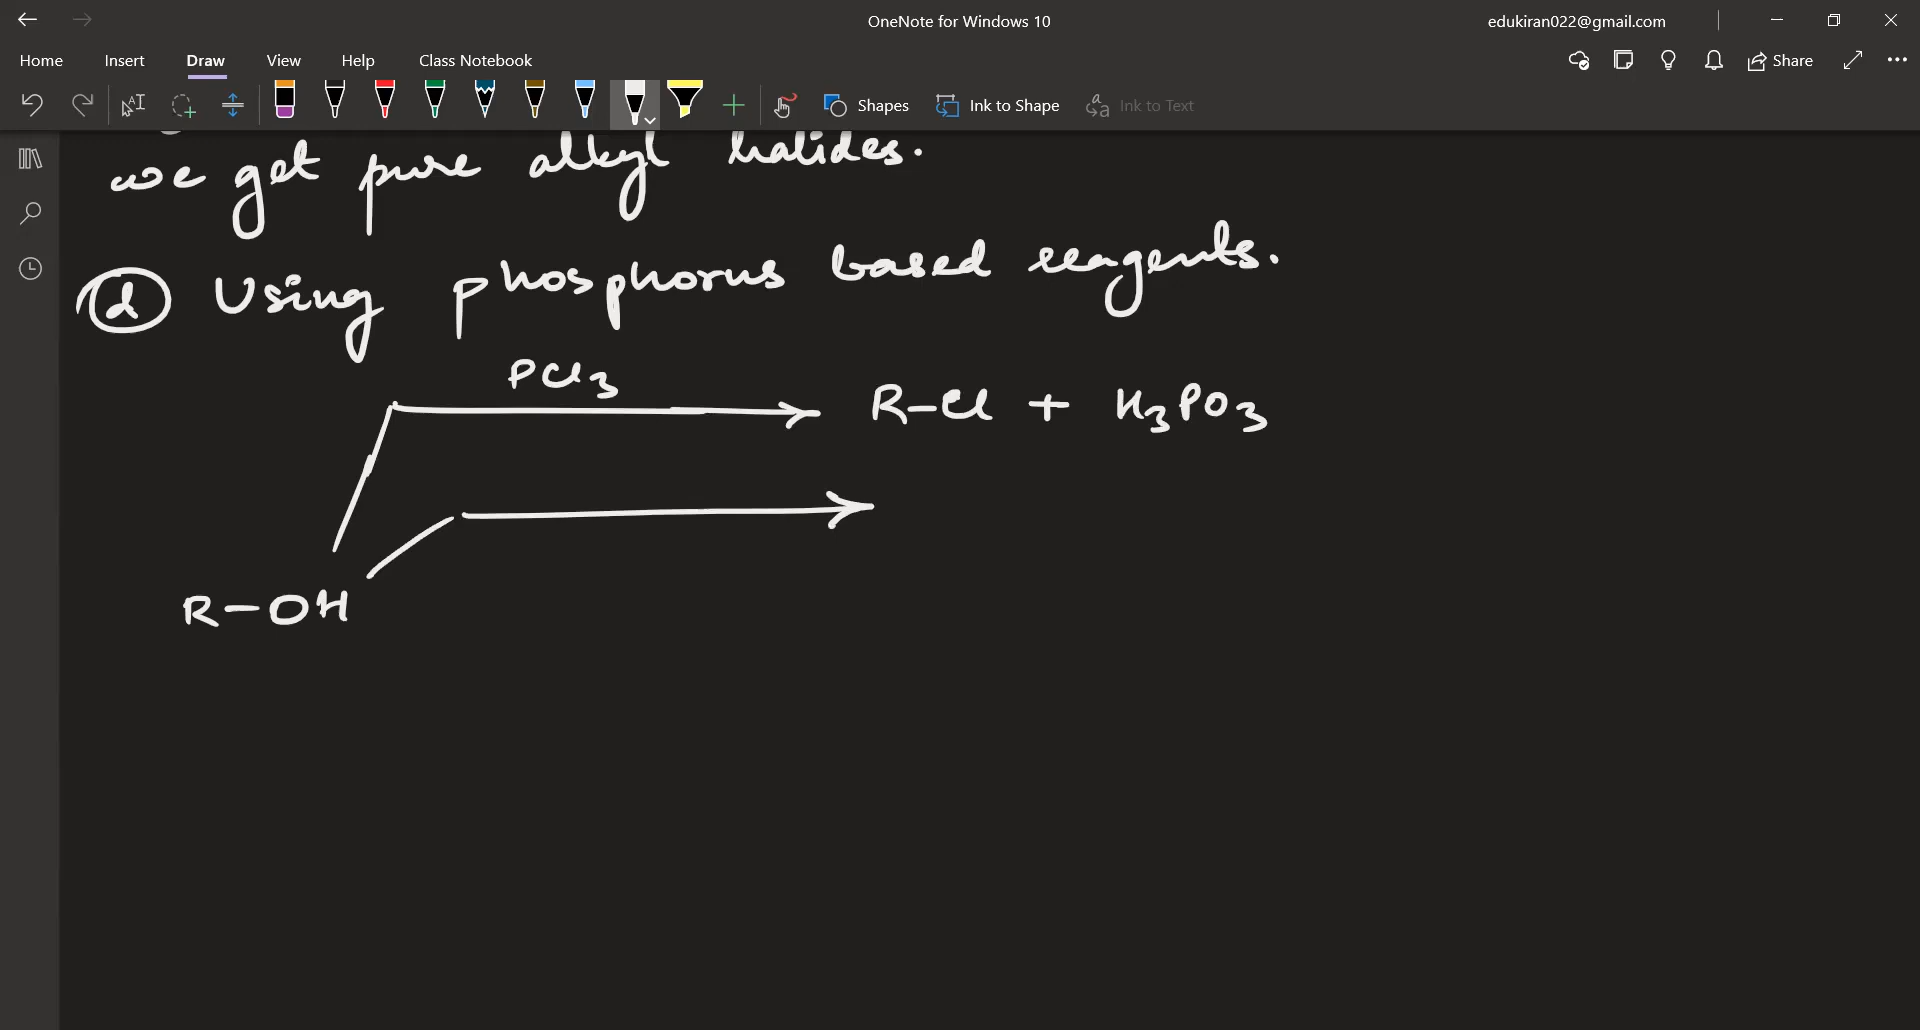 OneNote for Windows 10
edukiran022@gmail.com
Home Insert Draw View Help Class Notebook
Share
Shapes Ink to Shape Ink to Text
we get pure alkyl halides.
d Using phosphorus based reagents.
PCl3
R-Cl + H3PO3
R-OH